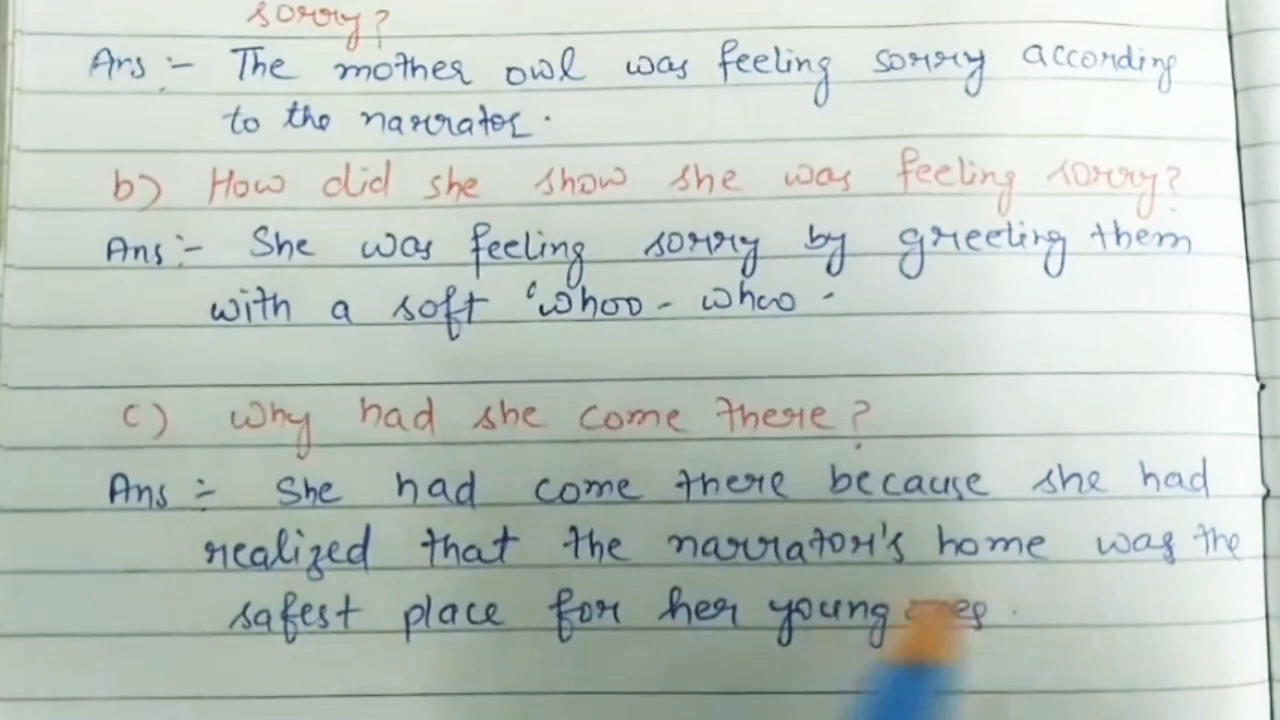 sorry?
Ans :- The mother owl was feeling sorry according
to the narrator.
b) How did she show she was feeling sorry?
Ans :- She was feeling sorry by greeting them
with a soft 'whoo - whoo -
c) Why had she come there?
Ans :- She had come there because she had
realized that the narrator's home was the
safest place for her young